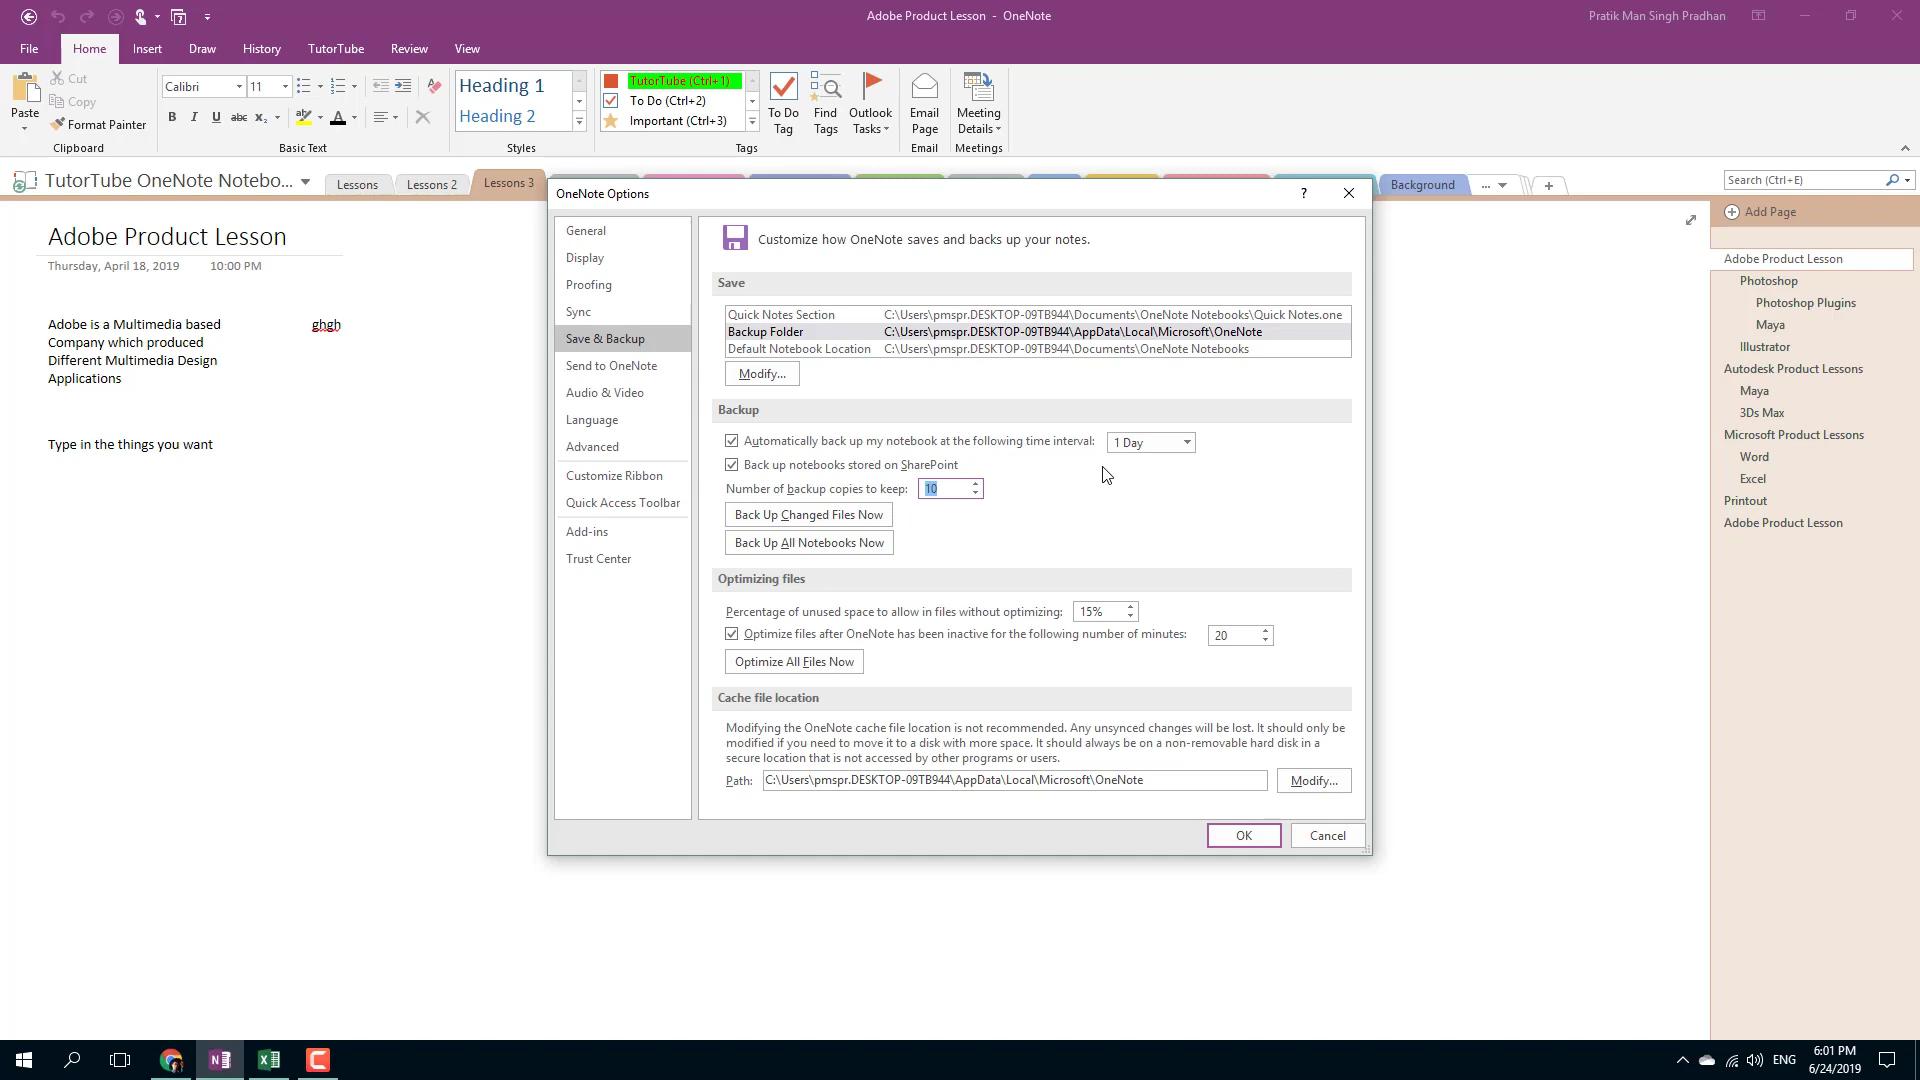 Adobe Product Lesson - OneNote
Pratik Man Singh Pradhan
File Home Insert Draw History TutorTube Review View
Paste
Cut
Copy
Format Painter
Clipboard
Calibri 11
B I U abc x₂ A
Basic Text
Heading 1
Heading 2
Styles
TutorTube (Ctrl+1)
To Do (Ctrl+2)
Important (Ctrl+3)
To Do Tag
Find Tags
Outlook Tasks
Tags
Email Page
Email
Meeting Details
Meetings
TutorTube OneNote Notebo...
Lessons
Lessons 2
Lessons 3
Background
...
Search (Ctrl+E)
Adobe Product Lesson
Thursday, April 18, 2019 10:00 PM
Adobe is a Multimedia based
Company which produced
Different Multimedia Design
Applications
ghgh
Type in the things you want
OneNote Options
?
General
Display
Proofing
Sync
Save & Backup
Send to OneNote
Audio & Video
Language
Advanced
Customize Ribbon
Quick Access Toolbar
Add-ins
Trust Center
Customize how OneNote saves and backs up your notes.
Save
Quick Notes Section C:\Users\pmspr.DESKTOP-09TB944\Documents\OneNote Notebooks\Quick Notes.one
Backup Folder C:\Users\pmspr.DESKTOP-09TB944\AppData\Local\Microsoft\OneNote
Default Notebook Location C:\Users\pmspr.DESKTOP-09TB944\Documents\OneNote Notebooks
Modify...
Backup
Automatically back up my notebook at the following time interval: 1 Day
Back up notebooks stored on SharePoint
Number of backup copies to keep: 10
Back Up Changed Files Now
Back Up All Notebooks Now
Optimizing files
Percentage of unused space to allow in files without optimizing: 15%
Optimize files after OneNote has been inactive for the following number of minutes: 20
Optimize All Files Now
Cache file location
Modifying the OneNote cache file location is not recommended. Any unsynced changes will be lost. It should only be
modified if you need to move it to a disk with more space. It should always be on a non-removable hard disk in a
secure location that is not accessed by other programs or users.
Path: C:\Users\pmspr.DESKTOP-09TB944\AppData\Local\Microsoft\OneNote Modify...
OK Cancel
Add Page
Adobe Product Lesson
Photoshop
Photoshop Plugins
Maya
Illustrator
Autodesk Product Lessons
Maya
3Ds Max
Microsoft Product Lessons
Word
Excel
Printout
Adobe Product Lesson
ENG
6:01 PM
6/24/2019